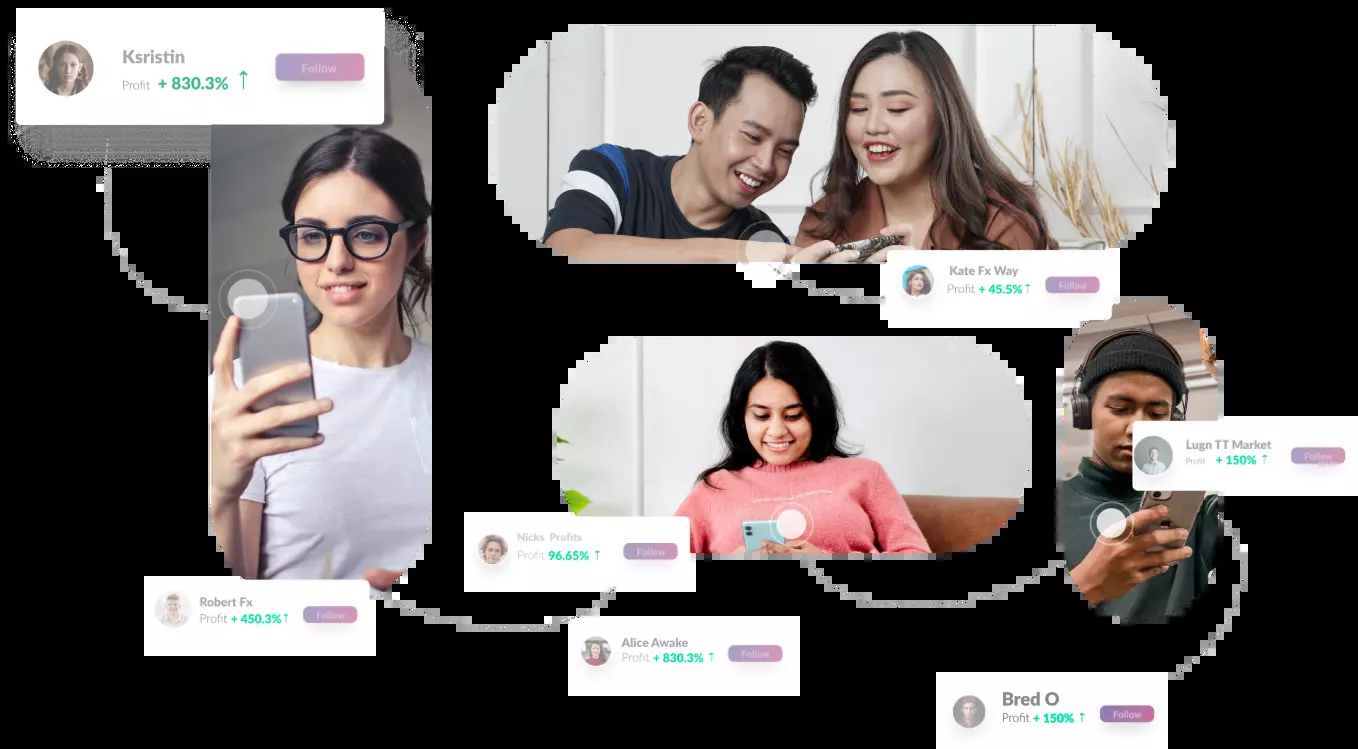 Ksristin
Profit + 830.3% ↑
Follow
Kate Fx Way
Profit + 45.5% ↑
Follow
Lugn TT Market
Profit + 150% ↑
Follow
Nicks Profits
Profit 96.65% ↑
Follow
Robert Fx
Profit + 450.3% ↑
Follow
Alice Awake
Profit + 830.3% ↑
Follow
Bred O
Profit + 150% ↑
Follow